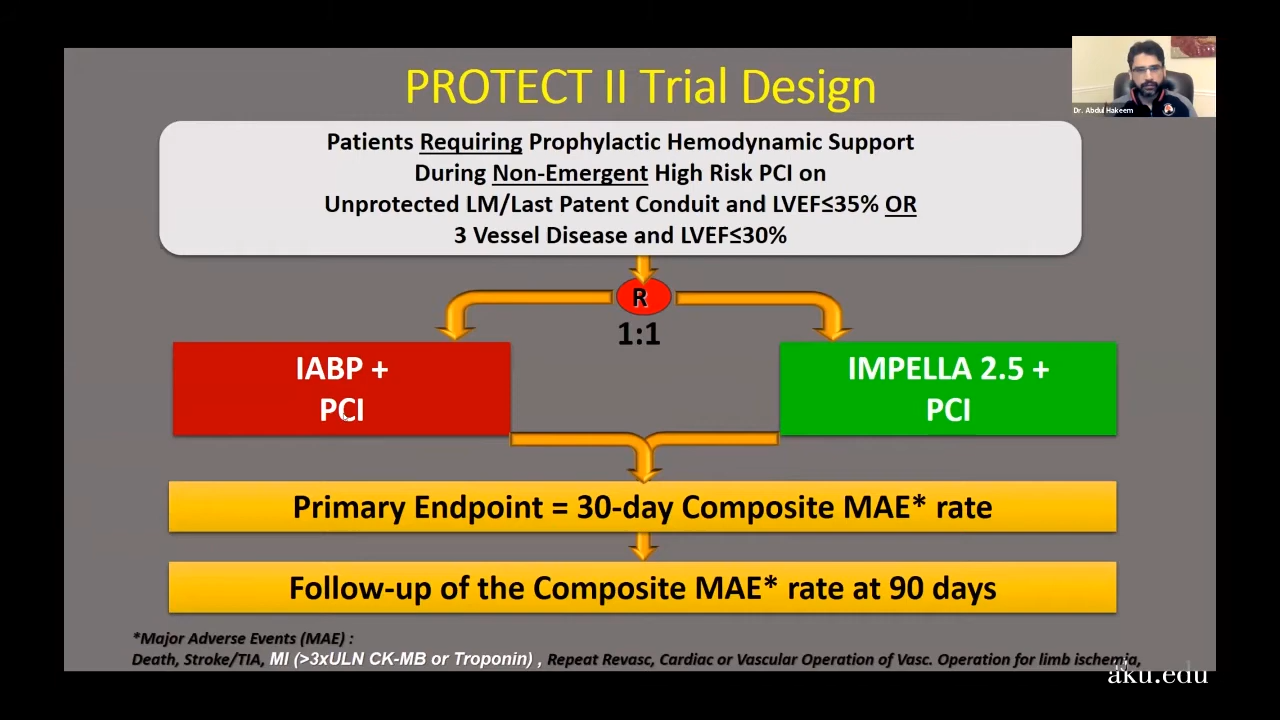 PROTECT II Trial Design
Dr. Abdul Hakeem
Patients Requiring Prophylactic Hemodynamic Support
During Non-Emergent High Risk PCI on
Unprotected LM/Last Patent Conduit and LVEF≤35% OR
3 Vessel Disease and LVEF≤30%
R
1:1
IABP +
PCI
IMPELLA 2.5 +
PCI
Primary Endpoint = 30-day Composite MAE* rate
Follow-up of the Composite MAE* rate at 90 days
*Major Adverse Events (MAE) :
Death, Stroke/TIA, MI (>3xULN CK-MB or Troponin) , Repeat Revasc, Cardiac or Vascular Operation of Vasc. Operation for limb ischemia,
aku.edu